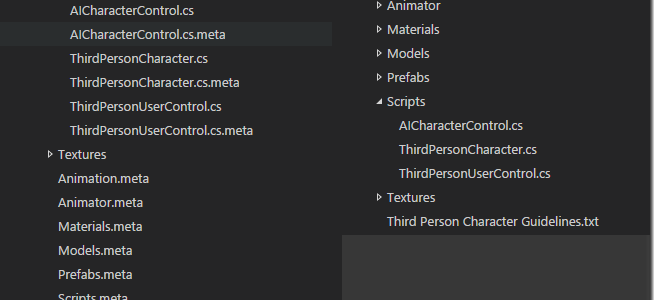 AICharacterControl.cs
AICharacterControl.cs.meta
ThirdPersonCharacter.cs
ThirdPersonCharacter.cs.meta
ThirdPersonUserControl.cs
ThirdPersonUserControl.cs.meta
Textures
Animation.meta
Animator.meta
Materials.meta
Models.meta
Prefabs.meta
Scripts.meta
Animator
Materials
Models
Prefabs
Scripts
AICharacterControl.cs
ThirdPersonCharacter.cs
ThirdPersonUserControl.cs
Textures
Third Person Character Guidelines.txt